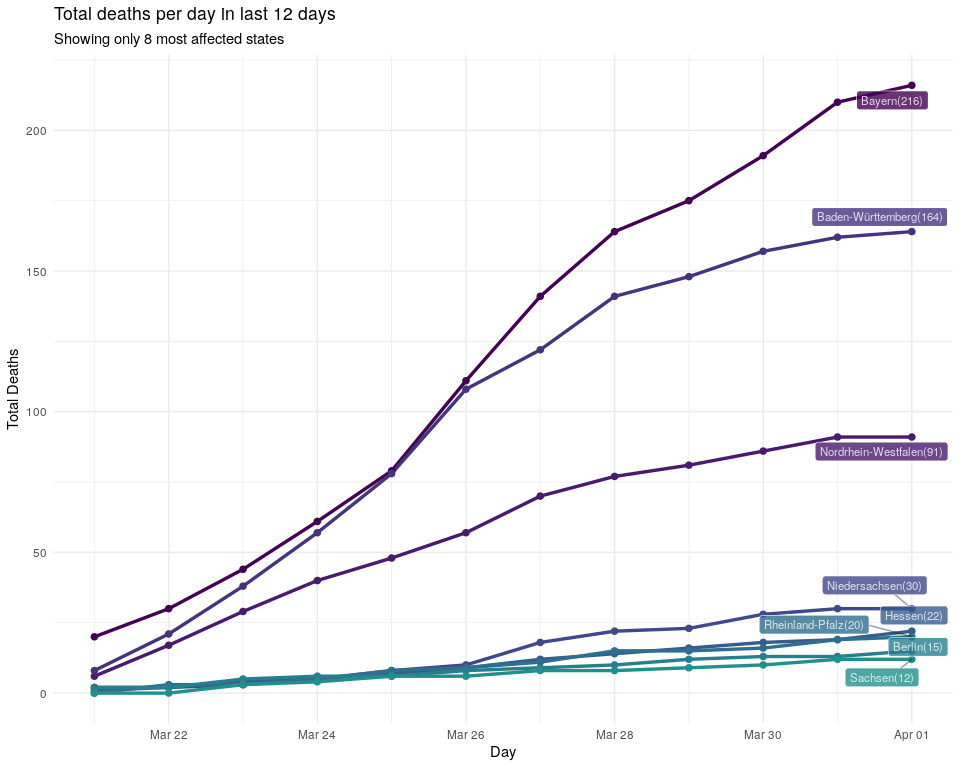 Total deaths per day in last 12 days
Showing only 8 most affected states
Total Deaths
200
150
100
50
0
Bayern(216)
Baden-Württemberg(164)
Nordrhein-Westfalen(91)
Niedersachsen(30)
Hessen(22)
Rheinland-Pfalz(20)
Berlin(15)
Sachsen(12)
Mar 22
Mar 24
Mar 26
Mar 28
Mar 30
Apr 01
Day